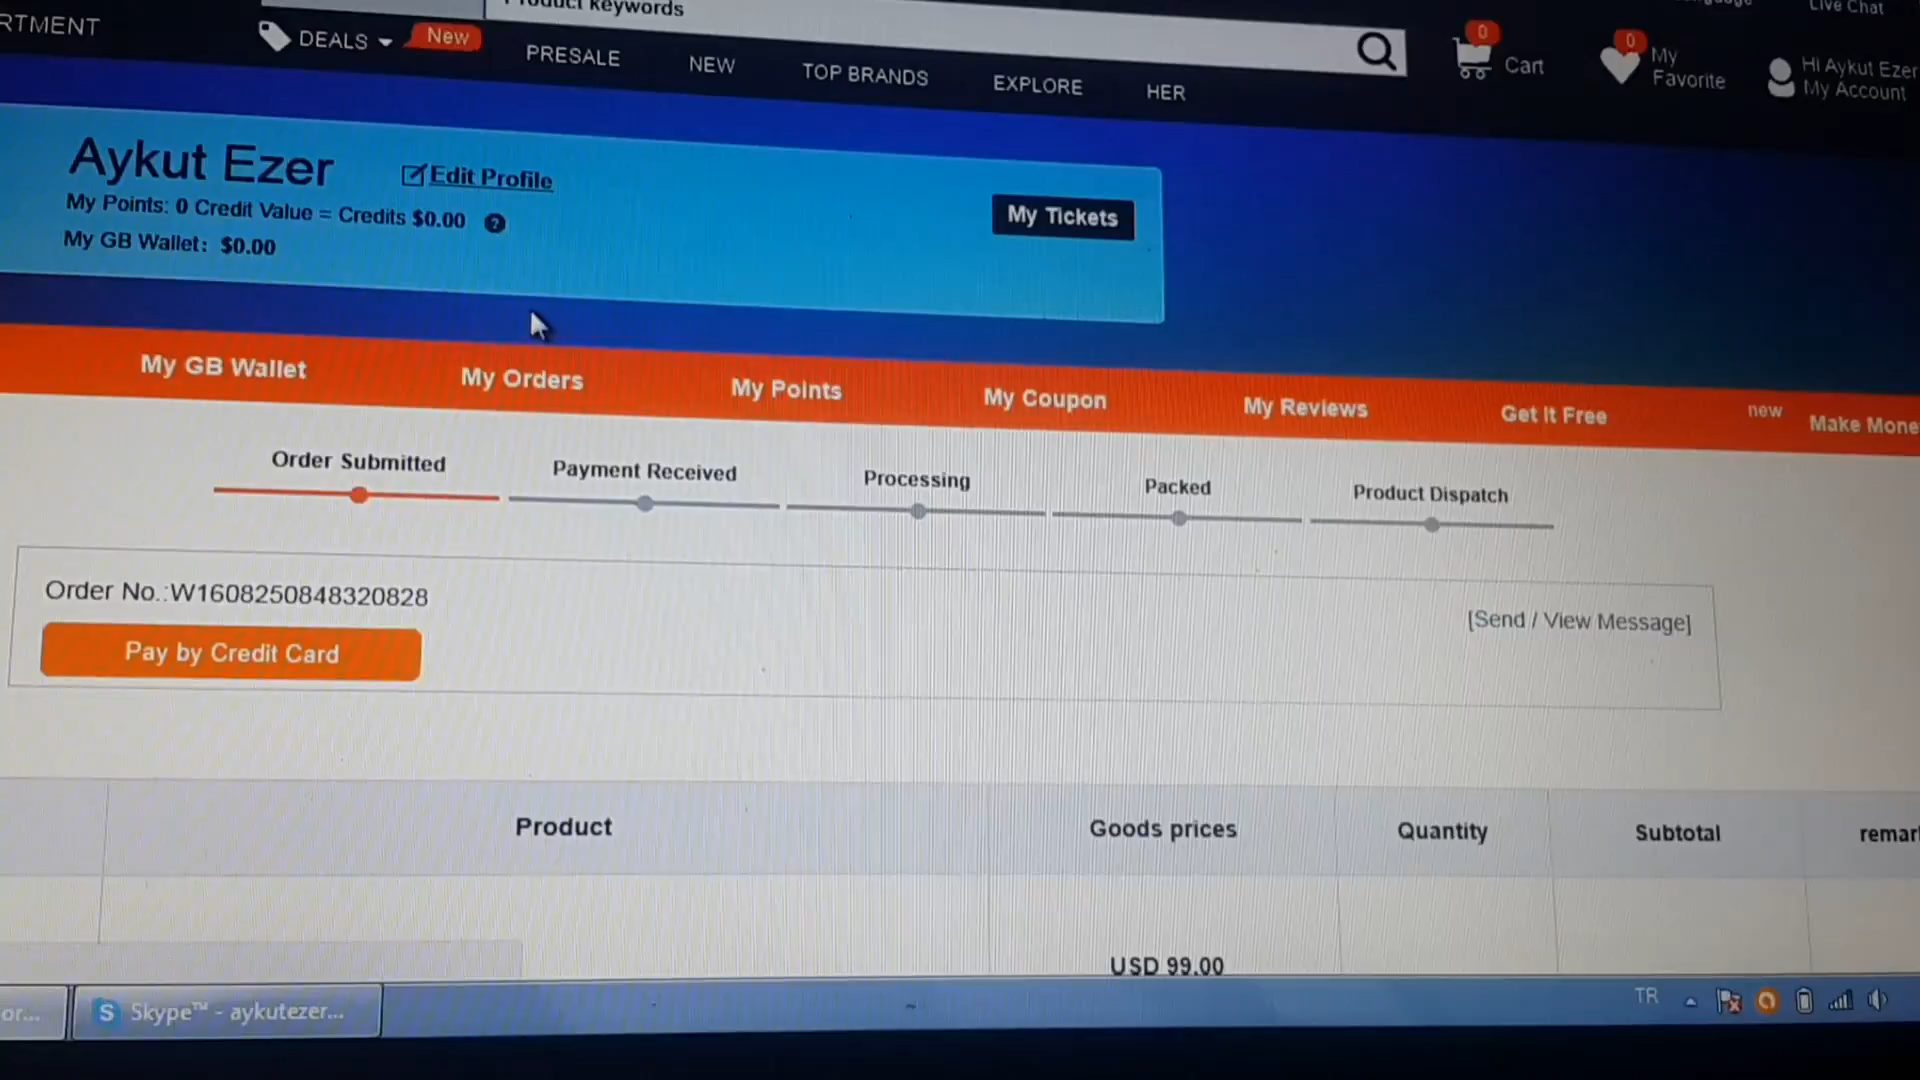 Live Chat
Keywords
DEALS New PRESALE NEW TOP BRANDS EXPLORE HER
0 Cart
0 My Favorite
Hi Aykut Ezer
My Account
Aykut Ezer Edit Profile
My Points: 0 Credit Value = Credits $0.00 ?
My GB Wallet: $0.00
My Tickets
My GB Wallet My Orders My Points My Coupon My Reviews Get It Free new
Order Submitted Payment Received Processing Packed Product Dispatch
Order No.:W1608250848320828
[Send / View Message]
Pay by Credit Card
Product Goods prices Quantity Subtotal
USD 99.00
S Skype™ - aykutezer...
TR